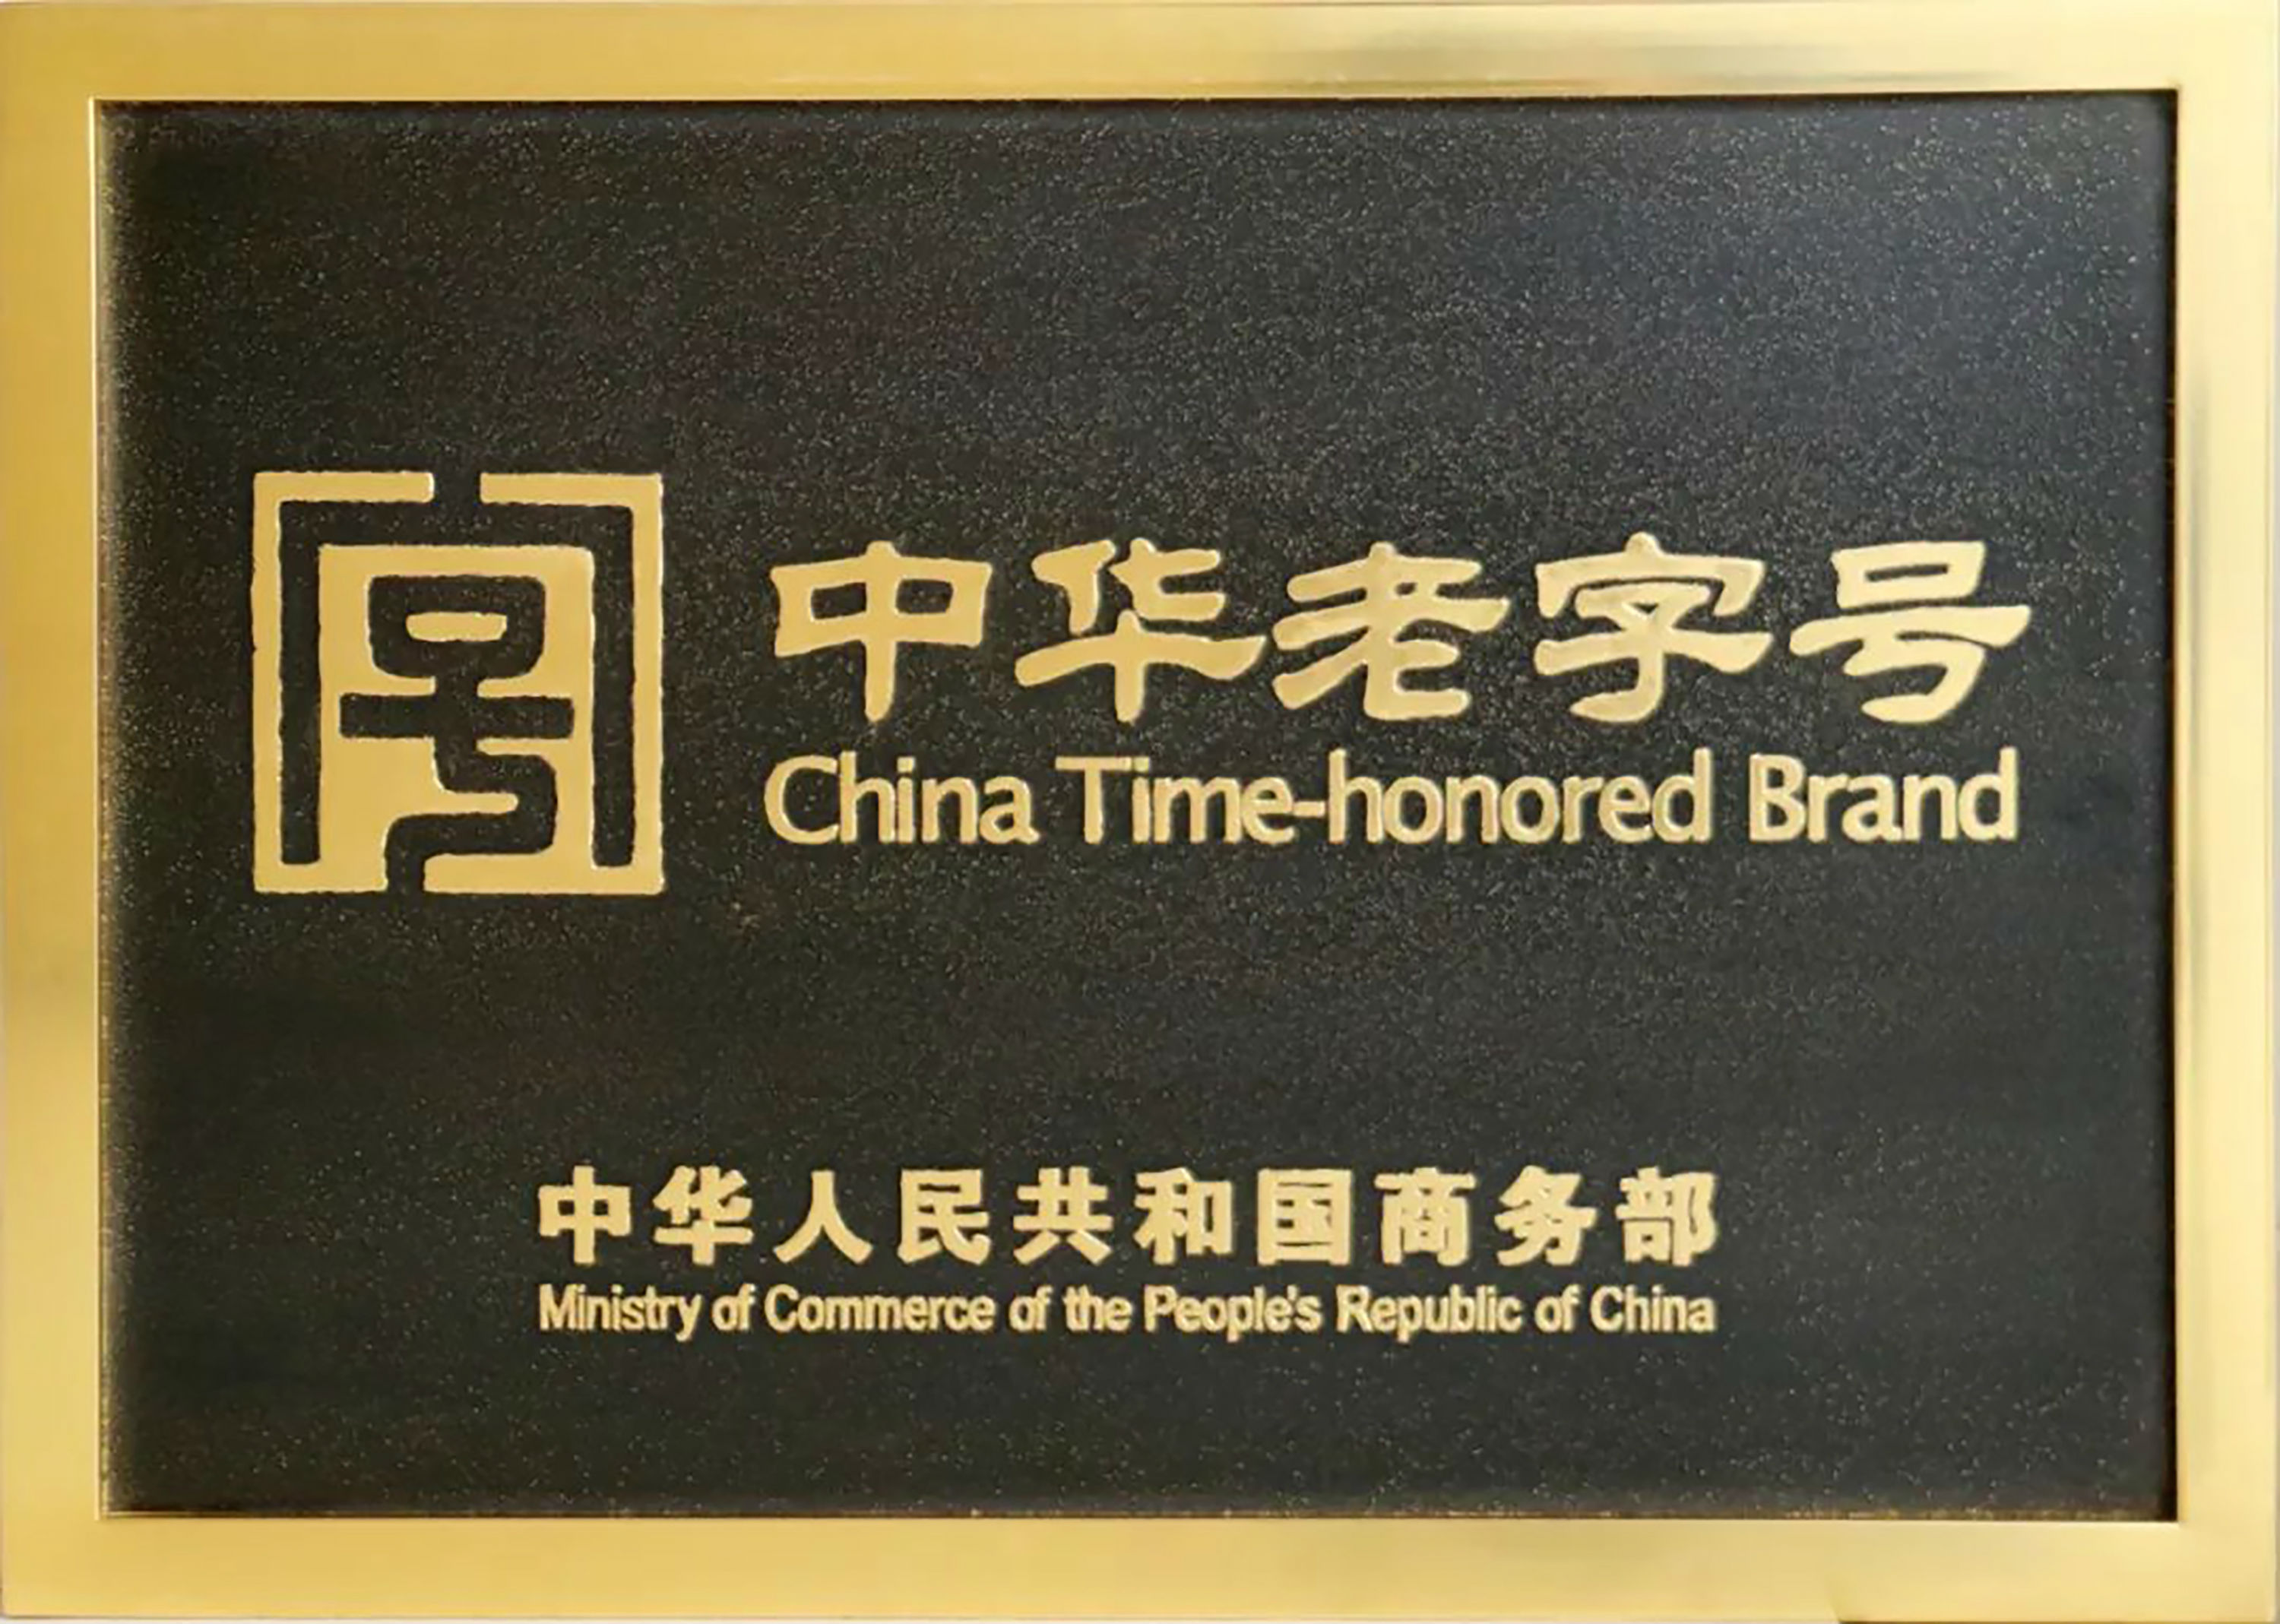 中华老字号
China Time-honored Brand
中华人民共和国商务部
Ministry of Commerce of the People's Republic of China